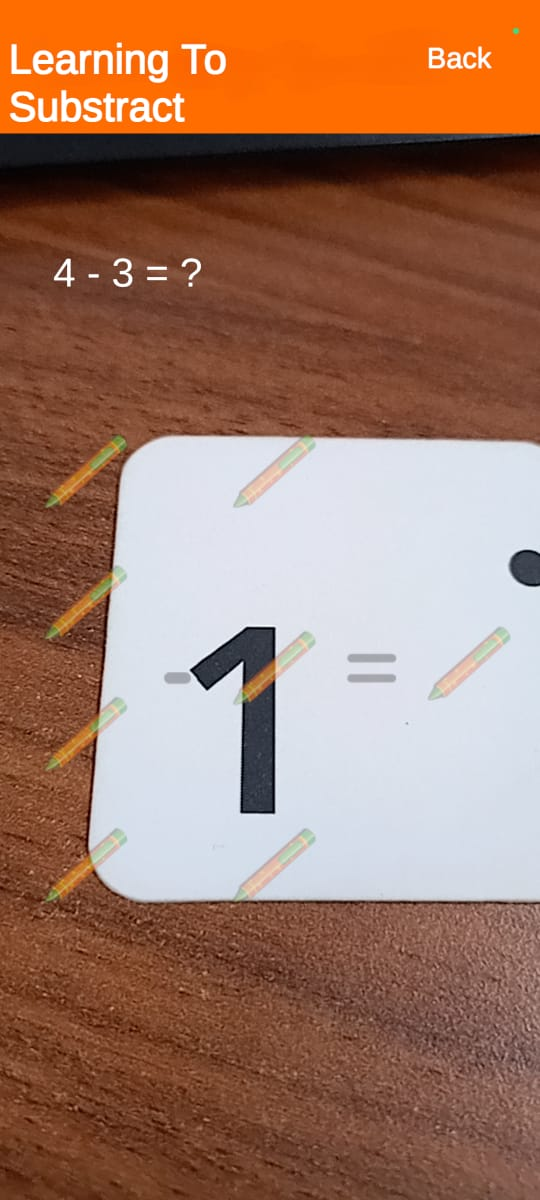 Learning To
Back
Substract
4 - 3 = ?
- 1 =